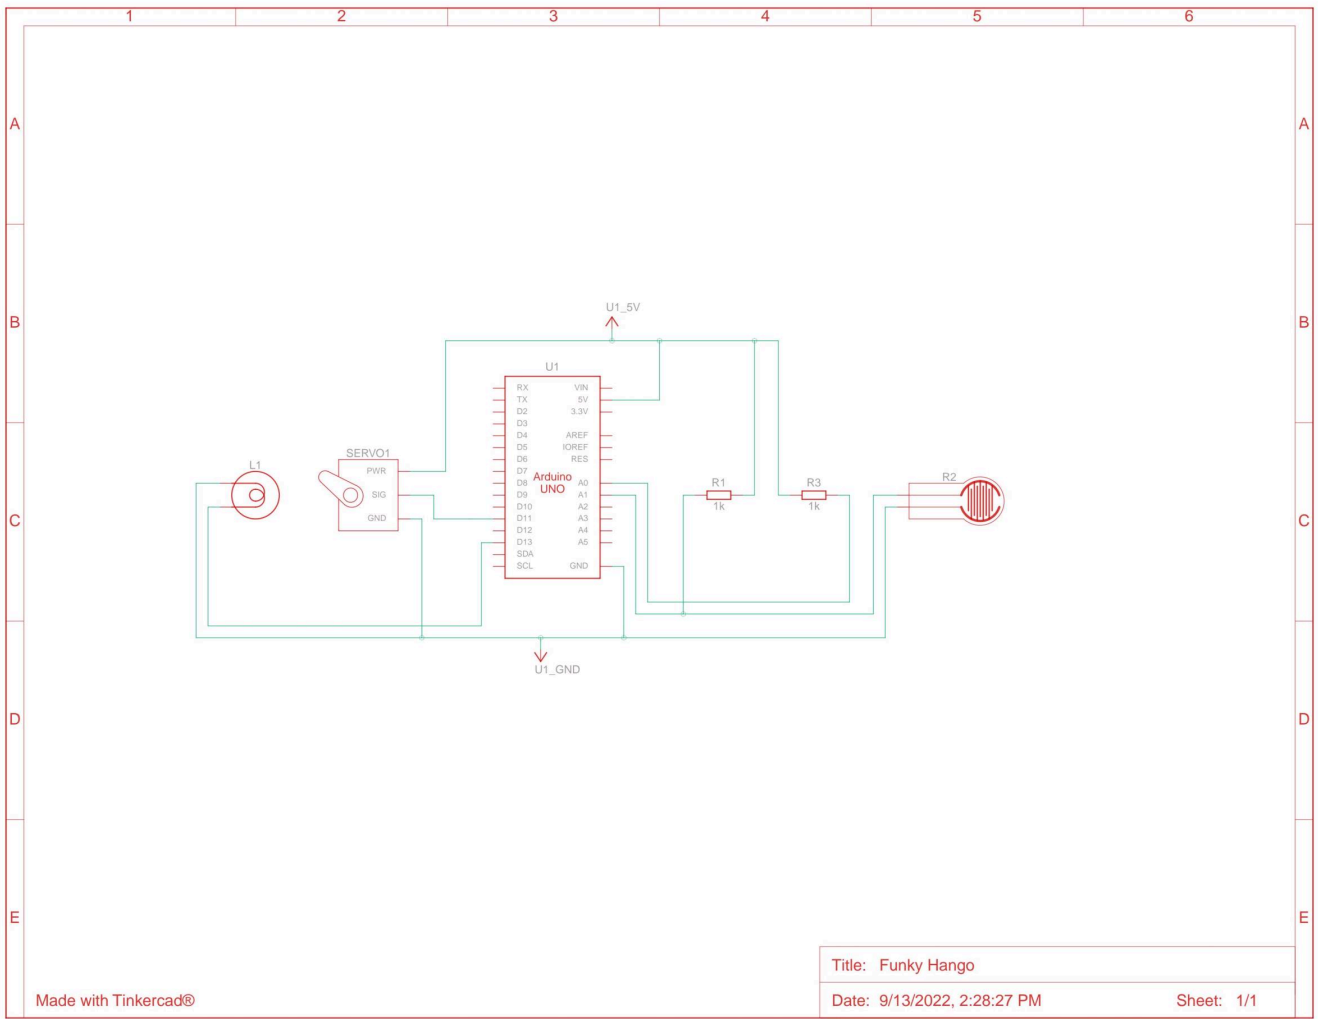 1 2 3 4 5 6
A A
U1_5V
B B
U1
RX VIN
TX 5V
D2 3.3V
D3
D4 AREF
D5 IOREF
SERVO1 D6 RES
L1 PWR D7 Arduino R1 R3 R2
SIG D8 UNO A0
D9 A1
D10 A2 1k 1k
GND D11 A3
C C
D12 A4
D13 A5
SDA
SCL GND
U1_GND
D D
E E
Title: Funky Hango
Made with Tinkercad® Date: 9/13/2022, 2:28:27 PM Sheet: 1/1